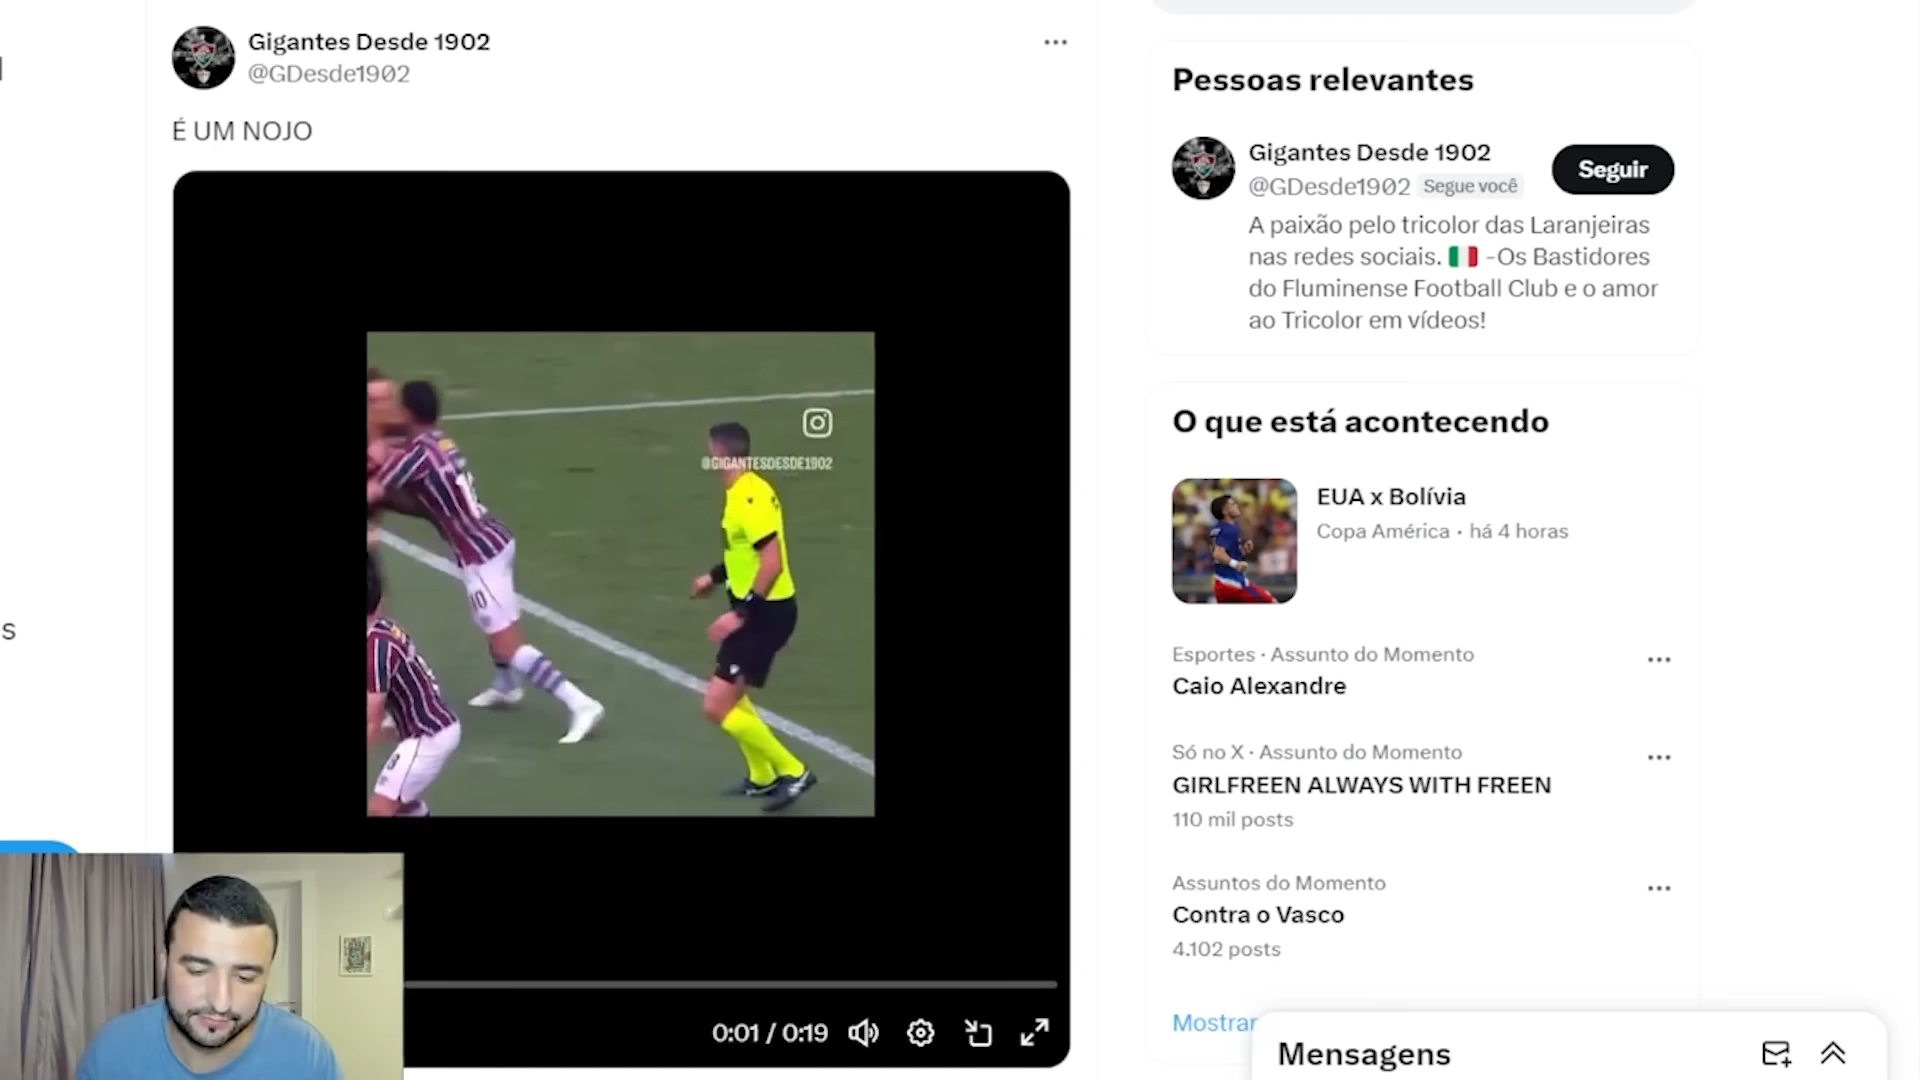 Gigantes Desde 1902
@GDesde1902
É UM NOJO
@GIGANTESDESDE1902
10
8
0:01 / 0:19
s
Pessoas relevantes
Gigantes Desde 1902
@GDesde1902 Segue você
Seguir
A paixão pelo tricolor das Laranjeiras
nas redes sociais. 🇮🇹 -Os Bastidores
do Fluminense Football Club e o amor
ao Tricolor em vídeos!
O que está acontecendo
EUA x Bolívia
Copa América · há 4 horas
Esportes · Assunto do Momento
Caio Alexandre
Só no X · Assunto do Momento
GIRLFREEN ALWAYS WITH FREEN
110 mil posts
Assuntos do Momento
Contra o Vasco
4.102 posts
Mostrar
Mensagens